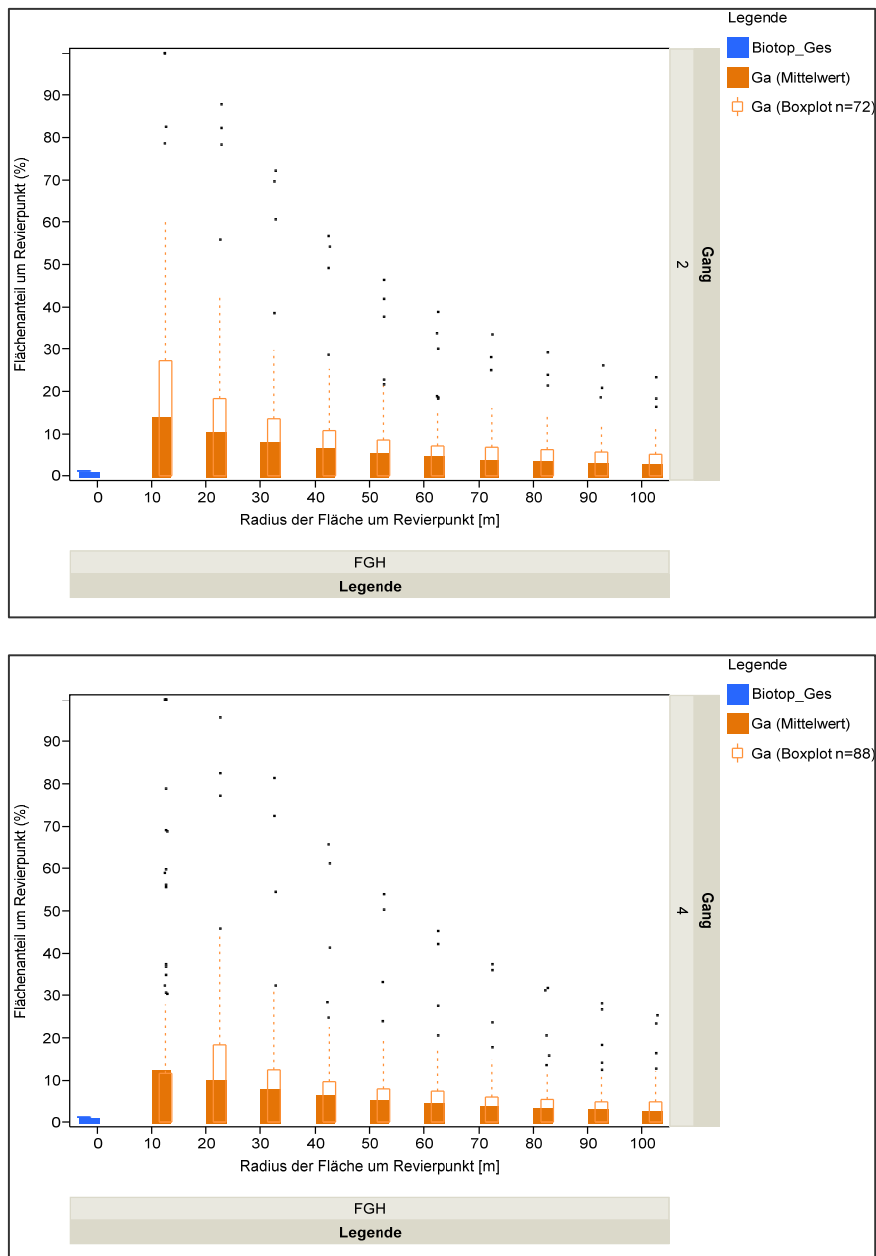 Legende
Biotop_Ges
Ga (Mittelwert)
Ga (Boxplot n=72)
Flächenanteil um Revierpunkt (%)
90
80
70
60
50
40
30
20
10
0
2
Gang
0 10 20 30 40 50 60 70 80 90 100
Radius der Fläche um Revierpunkt [m]
FGH
Legende
Legende
Biotop_Ges
Ga (Mittelwert)
Ga (Boxplot n=88)
Flächenanteil um Revierpunkt (%)
90
80
70
60
50
40
30
20
10
0
4
Gang
0 10 20 30 40 50 60 70 80 90 100
Radius der Fläche um Revierpunkt [m]
FGH
Legende